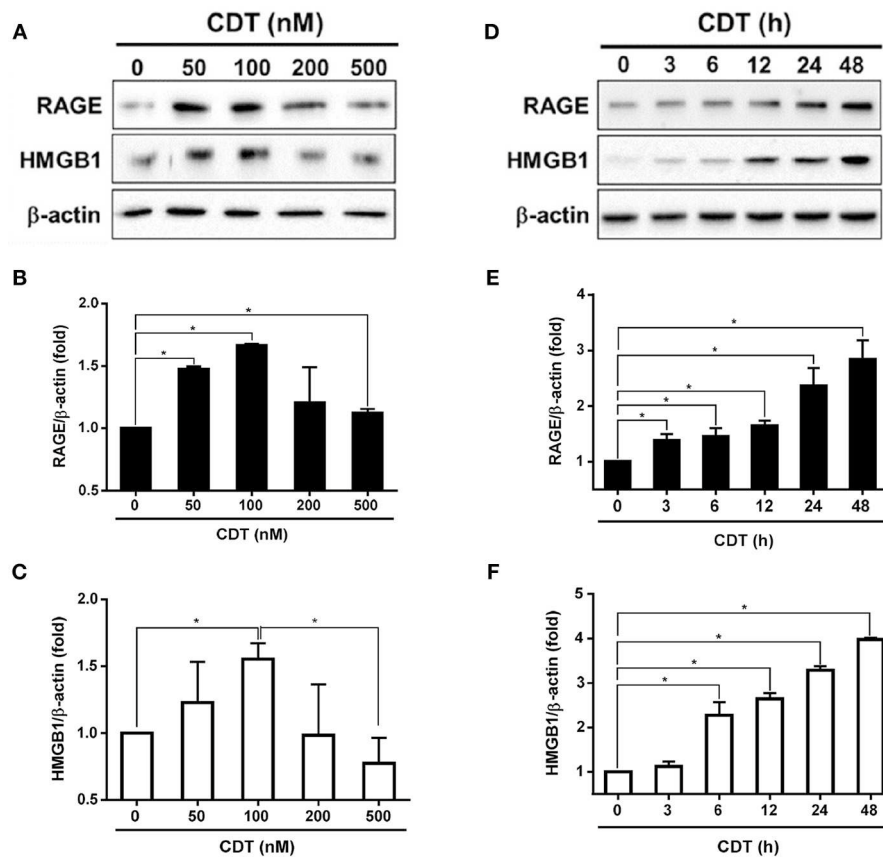 A
CDT (nM)
0 50 100 200 500
RAGE
HMGB1
β-actin
B
RAGE/β-actin (fold)
2.0
1.5
1.0
0.5
* * *
0 50 100 200 500
CDT (nM)
C
HMGB1/β-actin (fold)
2.0
1.5
1.0
0.5
* *
0 50 100 200 500
CDT (nM)
D
CDT (h)
0 3 6 12 24 48
RAGE
HMGB1
β-actin
E
RAGE/β-actin (fold)
4
3
2
1
* * * * *
0 3 6 12 24 48
CDT (h)
F
HMGB1/β-actin (fold)
5
4
3
2
1
* * * *
0 3 6 12 24 48
CDT (h)